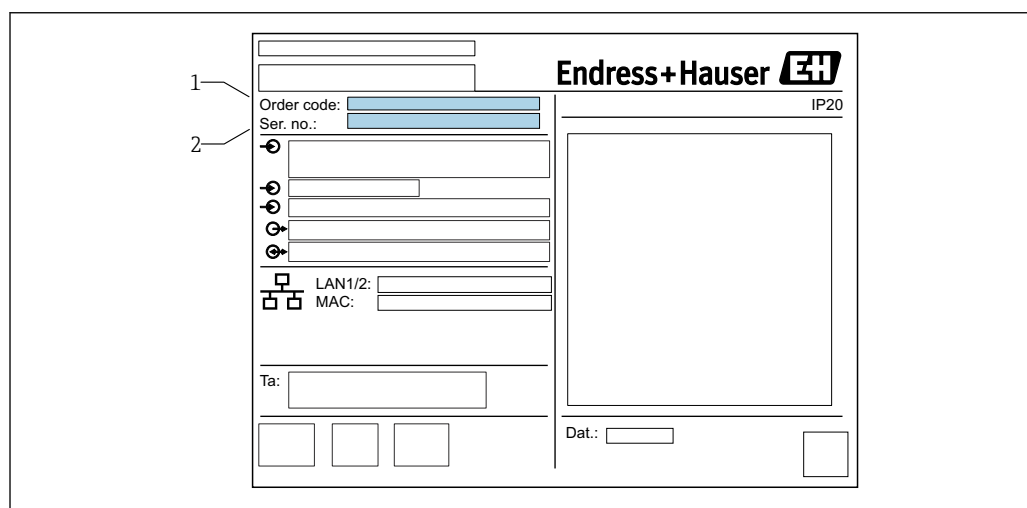 Endress+Hauser EH
1
Order code:
IP20
Ser. no.:
2
LAN1/2:
MAC:
Ta:
Dat.: